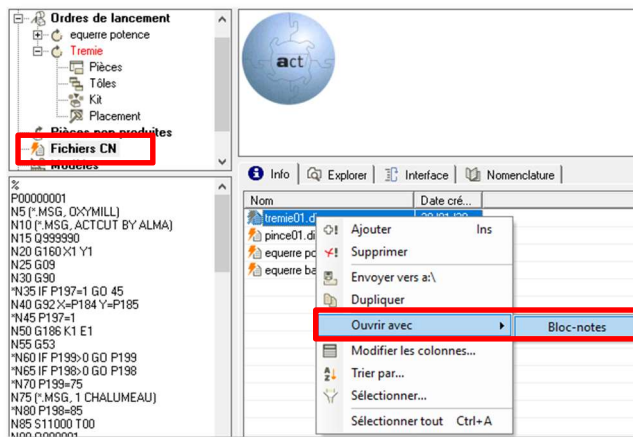 Ordres de lancement
equerre potence
Tremie
Pièces
Tôles
Kit
Placement
Pièces non produites
Fichiers CN
Modèles
act
Info
Explorer
Interface
Nomenclature
Nom
Date cré...
tremie01.di
pince01.di
equerre po
equerre ba
Ajouter Ins
Supprimer
Envoyer vers a:\
Dupliquer
Ouvrir avec
Bloc-notes
Modifier les colonnes...
Trier par...
Sélectionner...
Sélectionner tout Ctrl+A
%
P00000001
N5 (*.MSG, OXYMILL)
N10 (*.MSG, ACTCUT BY ALMA)
N15 Q999990
N20 G160 X1 Y1
N25 G09
N30 G90
*N35 IF P197=1 GO 45
N40 G92 X=P184 Y=P185
*N45 P197=1
N50 G186 K1 E1
N55 G53
*N60 IF P199>0 GO P199
*N65 IF P198>0 GO P198
*N70 P199=75
N75 (*.MSG, 1 CHALUMEAU)
*N80 P198=85
N85 S11000 T00